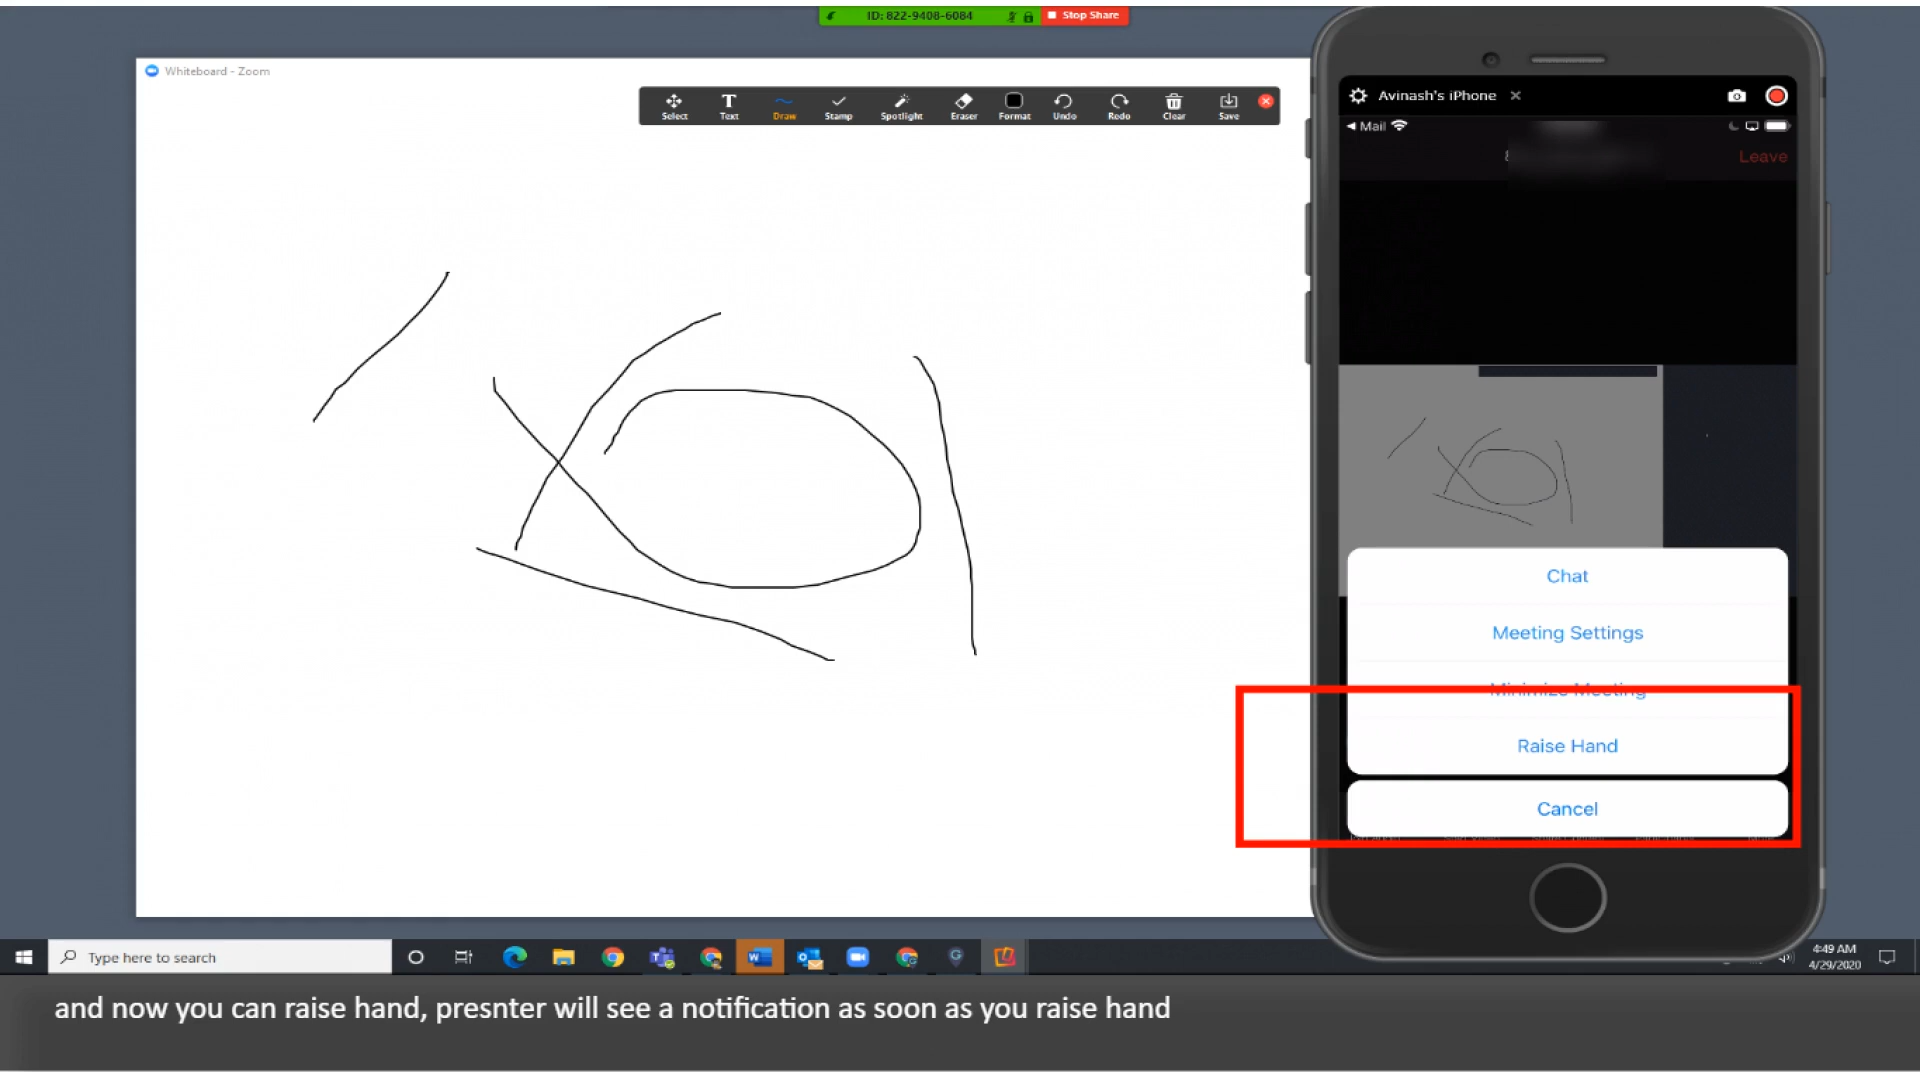 ID: 822-9408-6084 Stop Share
Whiteboard - Zoom
Select Text Draw Stamp Spotlight Eraser Format Undo Redo Clear Save
Avinash's iPhone
Mail
Leave
Chat
Meeting Settings
Minimize Meeting
Raise Hand
Cancel
Type here to search
4:49 AM
4/29/2020
and now you can raise hand, presnter will see a notification as soon as you raise hand